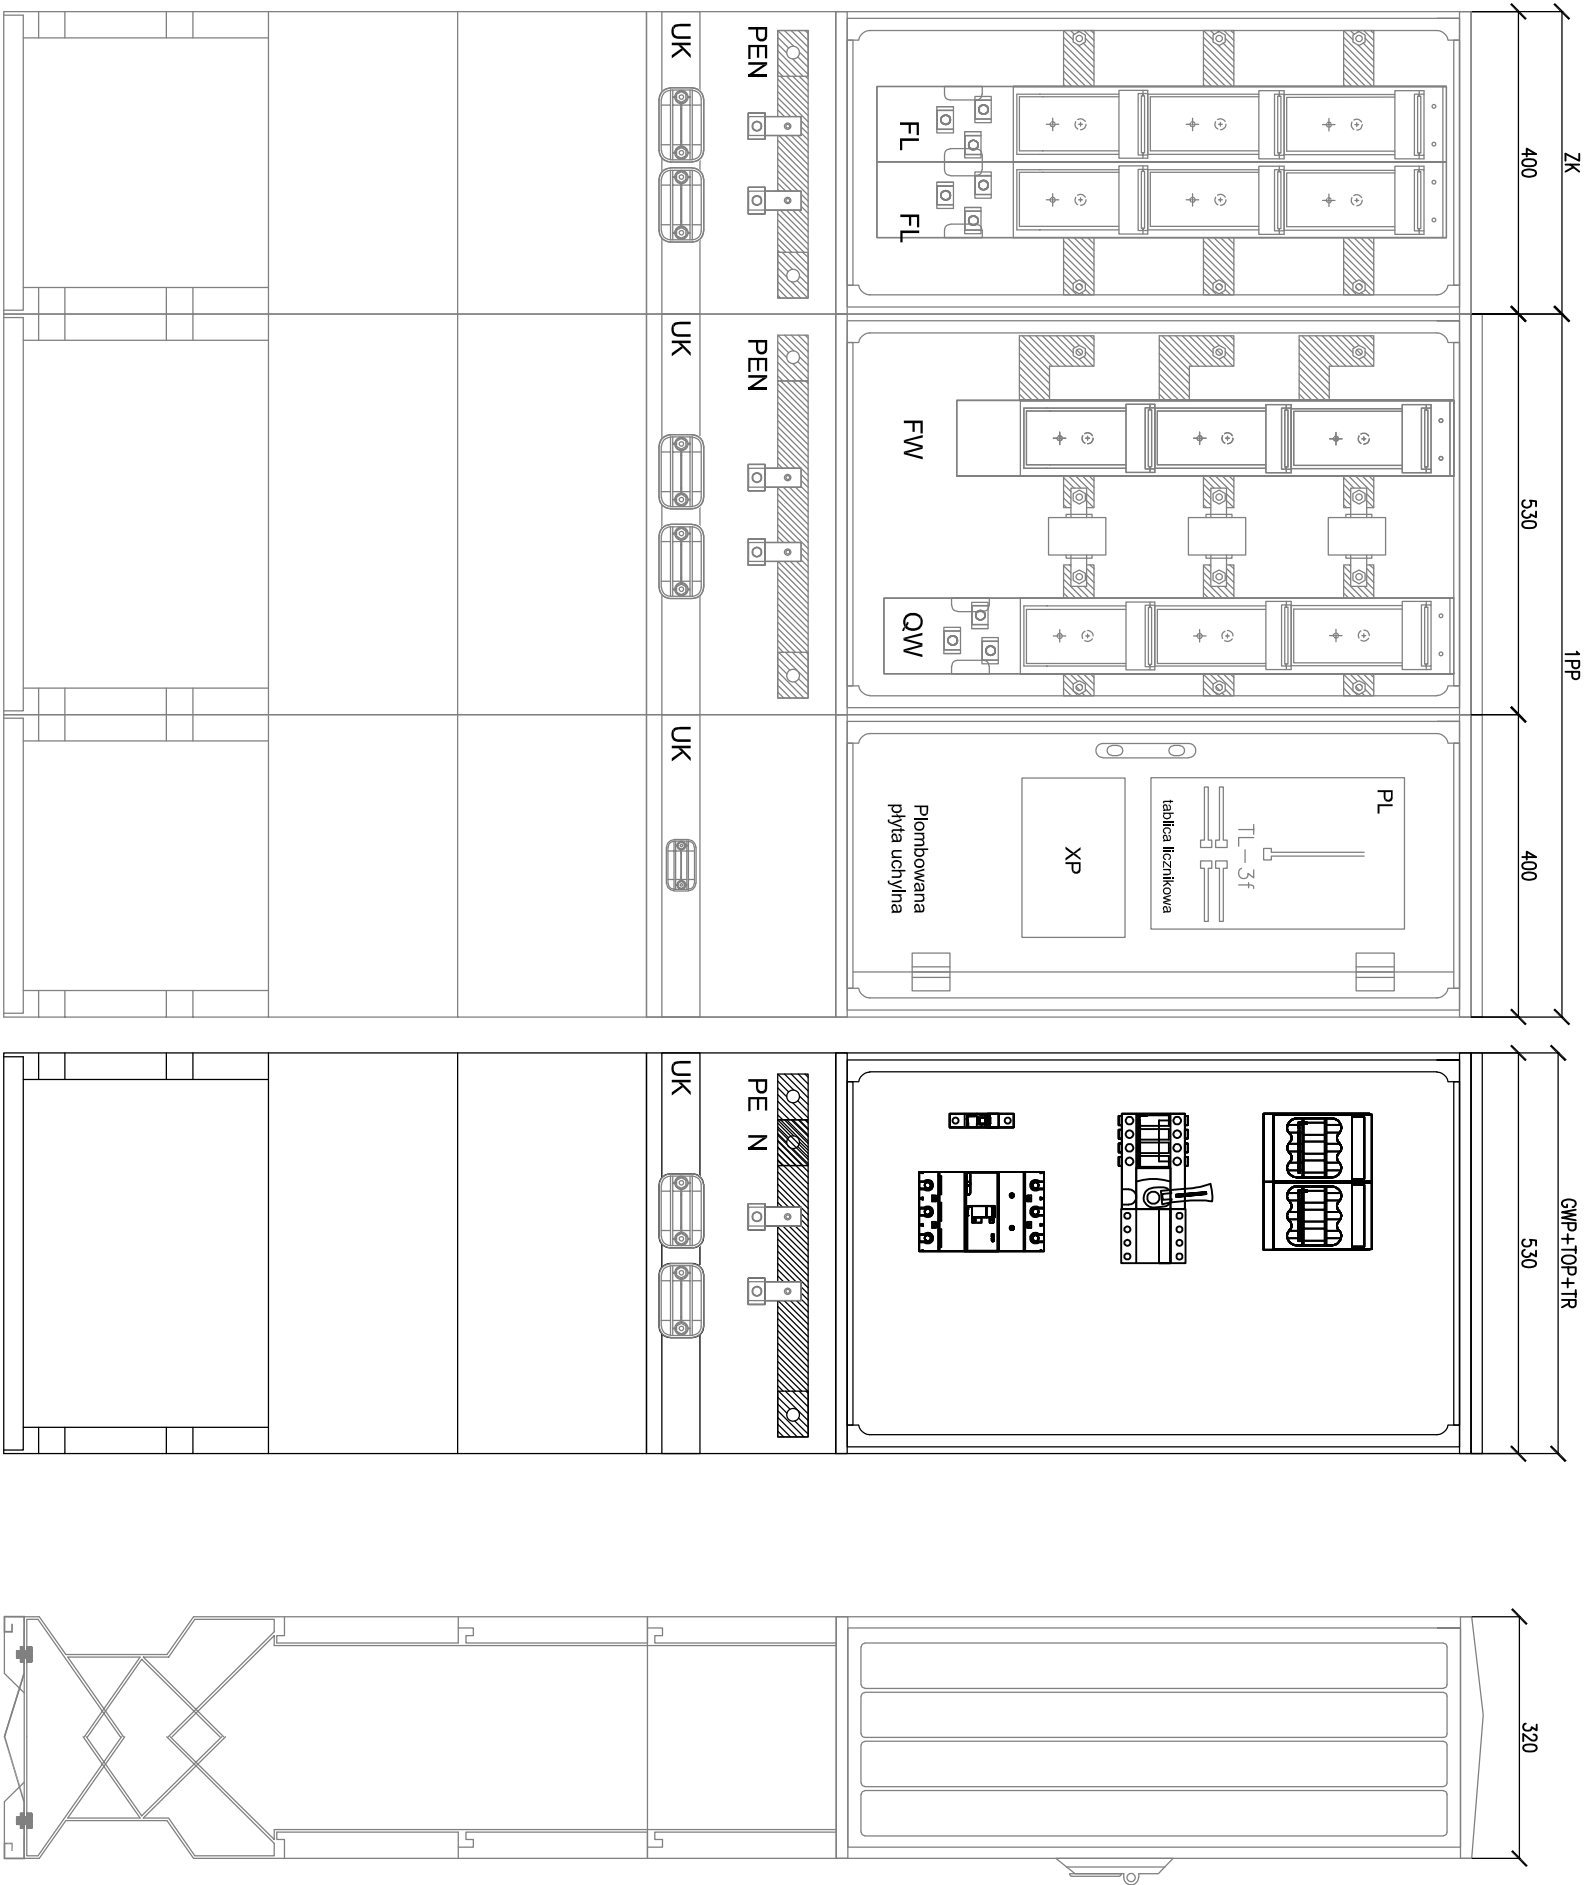 ZK
400
UK
PEN
FL
FL
1PP
530
UK
PEN
FW
QW
400
UK
PL
TL-3f
tablica licznikowa
XP
Plombowana
płyta uchylna
GWP+TOP+TR
530
UK
PE N
320